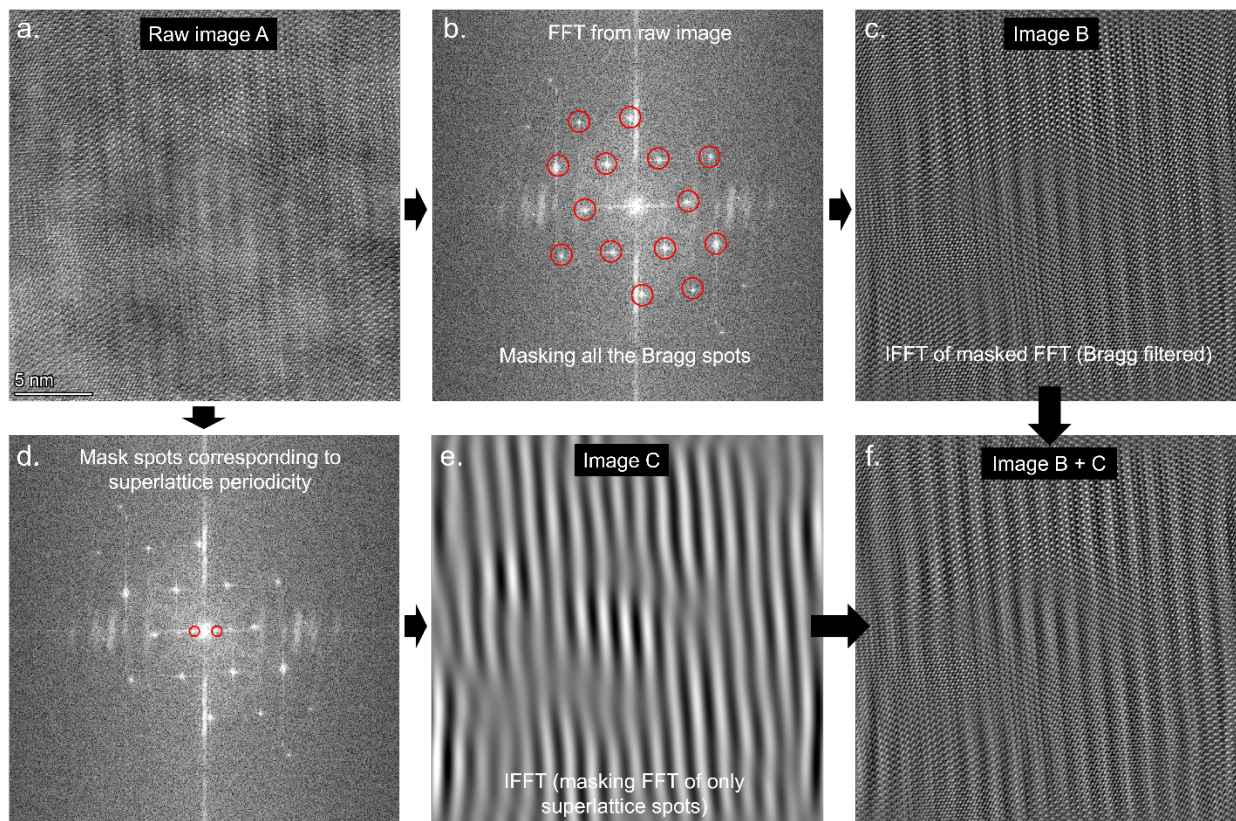 a.
Raw image A
5 nm
b.
FFT from raw image
Masking all the Bragg spots
c.
Image B
IFFT of masked FFT (Bragg filtered)
d.
Mask spots corresponding to
superlattice periodicity
e.
Image C
IFFT (masking FFT of only
superlattice spots)
f.
Image B + C